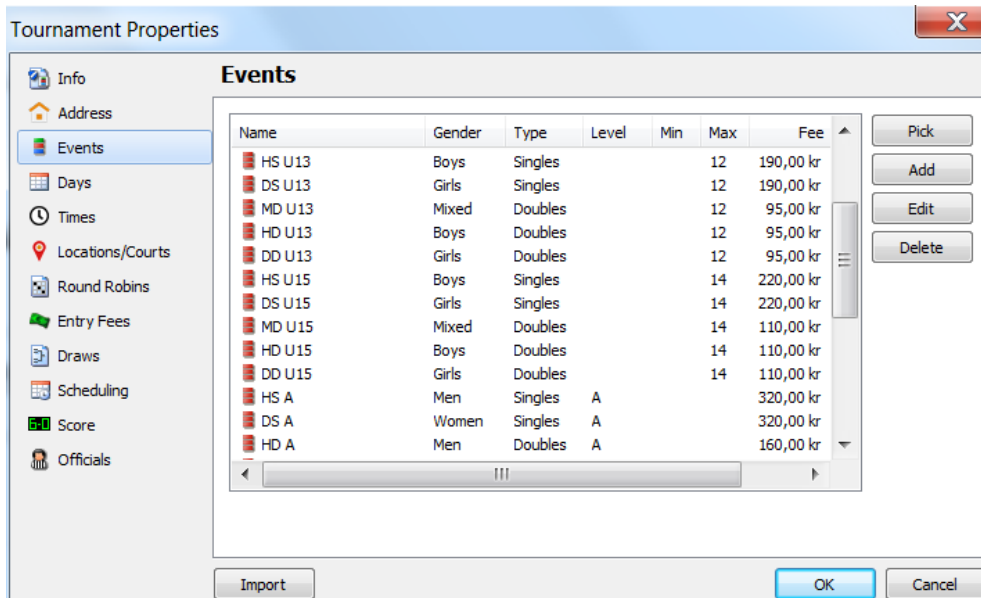 Tournament Properties
Info
Address
Events
Days
Times
Locations/Courts
Round Robins
Entry Fees
Draws
Scheduling
6-0 Score
Officials
Events
Name Gender Type Level Min Max Fee
HS U13 Boys Singles 12 190,00 kr
DS U13 Girls Singles 12 190,00 kr
MD U13 Mixed Doubles 12 95,00 kr
HD U13 Boys Doubles 12 95,00 kr
DD U13 Girls Doubles 12 95,00 kr
HS U15 Boys Singles 14 220,00 kr
DS U15 Girls Singles 14 220,00 kr
MD U15 Mixed Doubles 14 110,00 kr
HD U15 Boys Doubles 14 110,00 kr
DD U15 Girls Doubles 14 110,00 kr
HS A Men Singles A 320,00 kr
DS A Women Singles A 320,00 kr
HD A Men Doubles A 160,00 kr
Pick
Add
Edit
Delete
Import
OK
Cancel